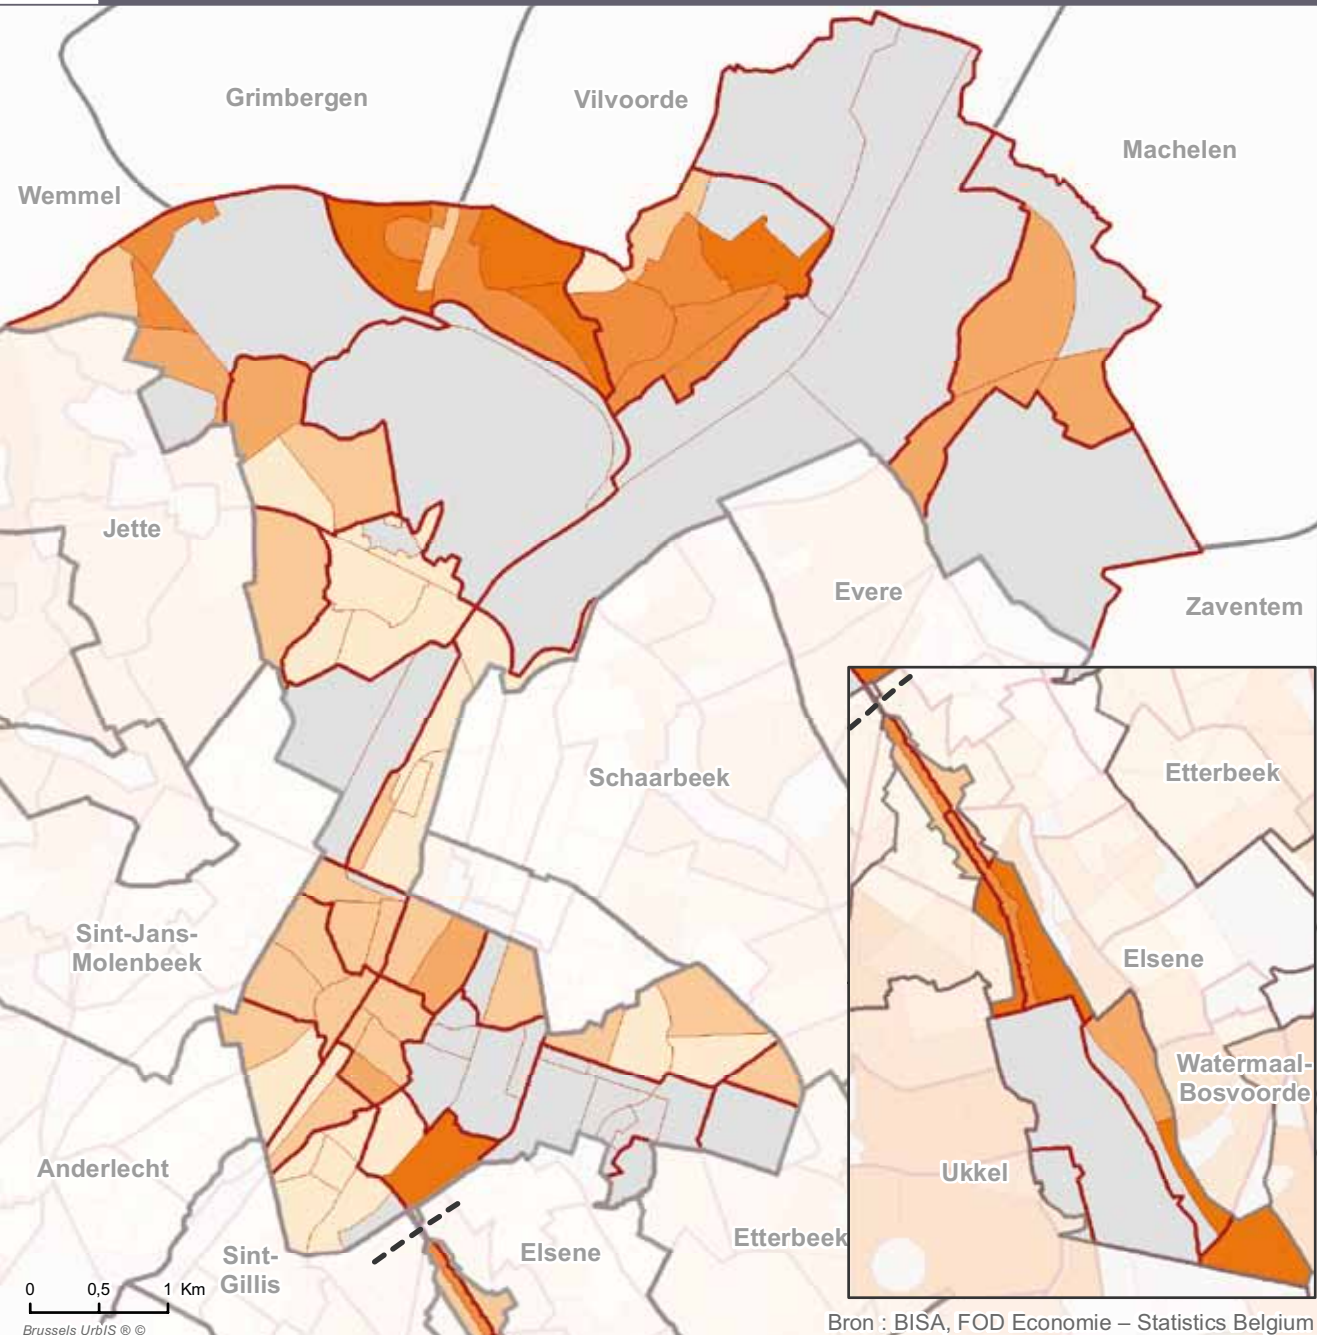 Grimbergen
Vilvoorde
Machelen
Wemmel
Jette
Evere
Zaventem
Schaarbeek
Etterbeek
Sint-Jans-
Molenbeek
Elsene
Watermaal-
Bosvoorde
Anderlecht
Ukkel
Sint-
Gillis
Elsene
Etterbeek
0 0,5 1 Km
Brussels UrbIS ® ©
Bron : BISA, FOD Economie – Statistics Belgium